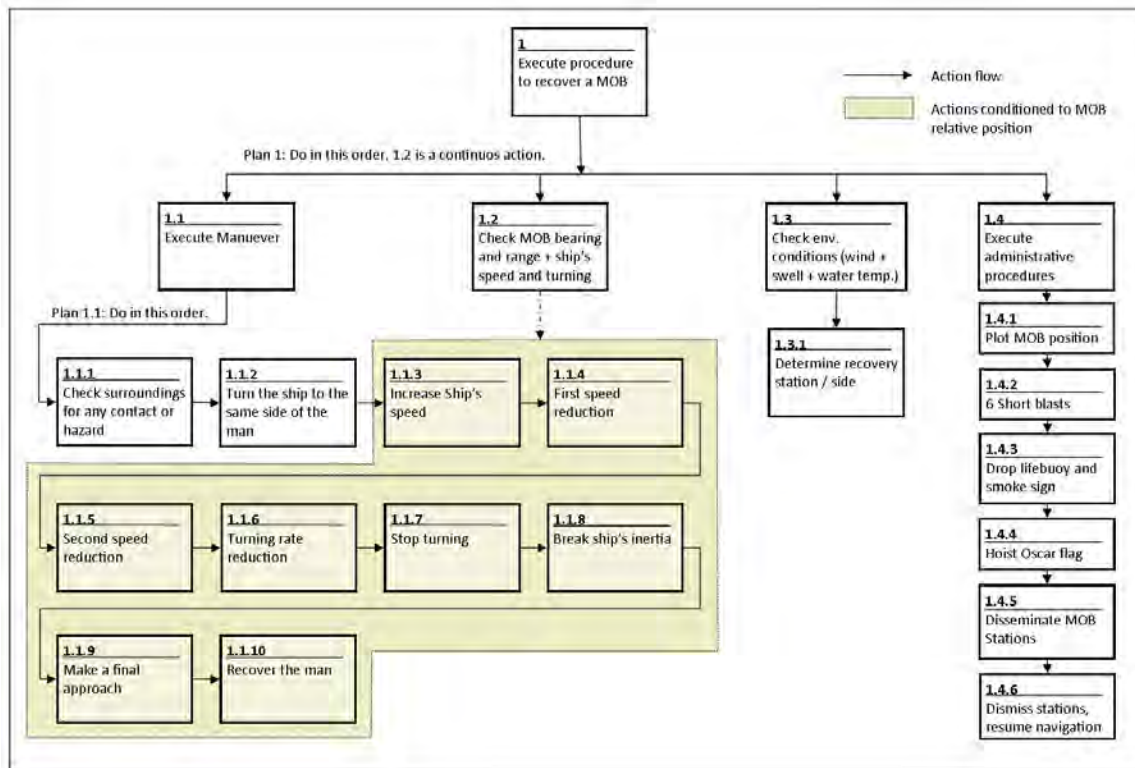 1
Execute procedure
to recover a MOB
Action flow
Actions conditioned to MOB
relative position
Plan 1: Do in this order, 1.2 is a continuos action.
1.1
Execute Manuever
1.2
Check MOB bearing
and range + ship's
speed and turning
1.3
Check env.
conditions (wind +
swell + water temp.)
1.4
Execute
administrative
procedures
Plan 1.1: Do in this order.
1.1.1
Check surroundings
for any contact or
hazard
1.1.2
Turn the ship to the
same side of the
man
1.1.3
Increase Ship's
speed
1.1.4
First speed
reduction
1.3.1
Determine recovery
station / side
1.4.1
Plot MOB position
1.4.2
6 Short blasts
1.4.3
Drop lifebuoy and
smoke sign
1.1.5
Second speed
reduction
1.1.6
Turning rate
reduction
1.1.7
Stop turning
1.1.8
Break ship's inertia
1.4.4
Hoist Oscar flag
1.4.5
Disseminate MOB
Stations
1.1.9
Make a final
approach
1.1.10
Recover the man
1.4.6
Dismiss stations,
resume navigation